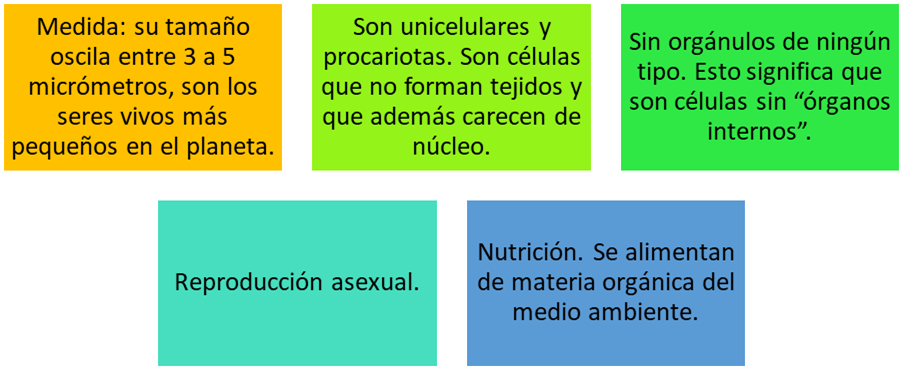 Medida: su tamaño
oscila entre 3 a 5
micrómetros, son los
seres vivos más
pequeños en el planeta.
Son unicelulares y
procariotas. Son células
que no forman tejidos y
que además carecen de
núcleo.
Sin orgánulos de ningún
tipo. Esto significa que
son células sin “órganos
internos”.
Reproducción asexual.
Nutrición. Se alimentan
de materia orgánica del
medio ambiente.